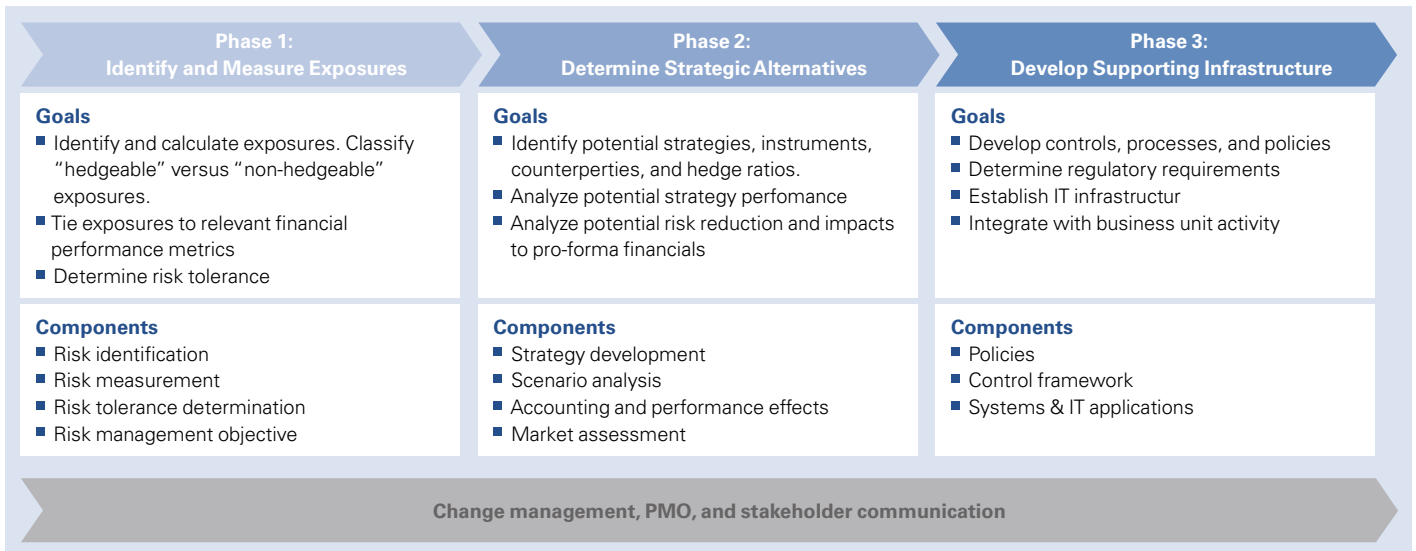 Phase 1:
Identify and Measure Exposures
Goals
■ Identify and calculate exposures. Classify
“hedgeable” versus “non-hedgeable”
exposures.
■ Tie exposures to relevant financial
performance metrics
■ Determine risk tolerance
Components
■ Risk identification
■ Risk measurement
■ Risk tolerance determination
■ Risk management objective
Phase 2:
Determine Strategic Alternatives
Goals
■ Identify potential strategies, instruments,
counterperties, and hedge ratios.
■ Analyze potential strategy perfomance
■ Analyze potential risk reduction and impacts
to pro-forma financials
Components
■ Strategy development
■ Scenario analysis
■ Accounting and performance effects
■ Market assessment
Phase 3:
Develop Supporting Infrastructure
Goals
■ Develop controls, processes, and policies
■ Determine regulatory requirements
■ Establish IT infrastructur
■ Integrate with business unit activity
Components
■ Policies
■ Control framework
■ Systems & IT applications
Change management, PMO, and stakeholder communication